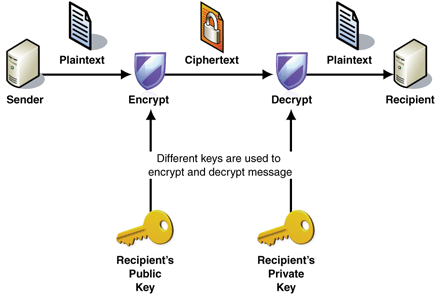 Plaintext
Ciphertext
Plaintext
Sender
Encrypt
Decrypt
Recipient
Different keys are used to
encrypt and decrypt message
Recipient's
Public
Key
Recipient's
Private
Key